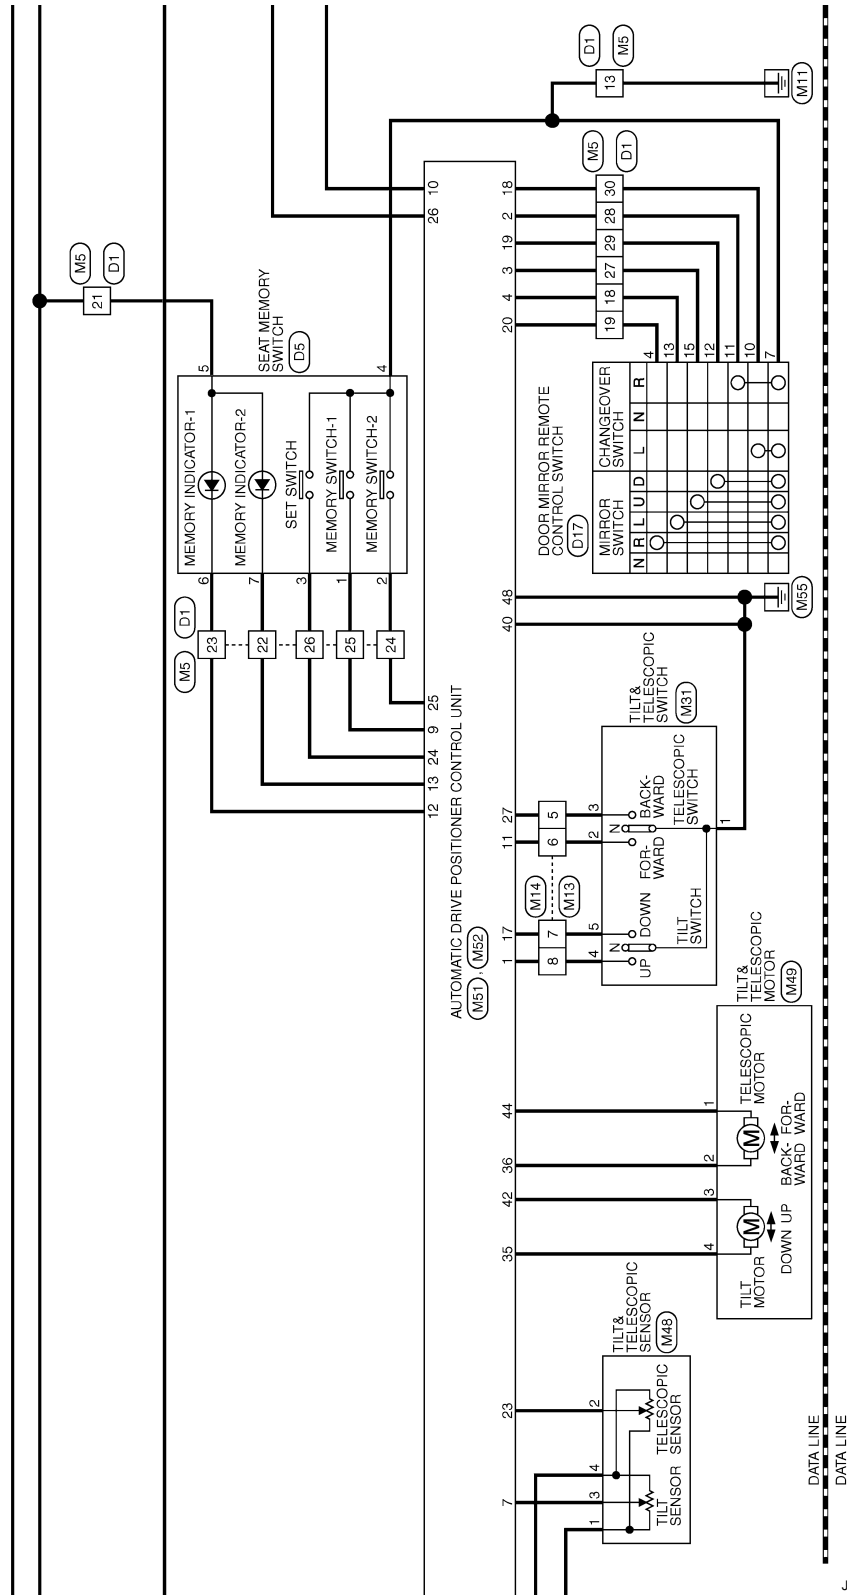 D1
M5
13
M11
M5
D1
10
26
18
2
19
3
4
20
30
28
29
27
18
19
M5
D1
21
SEAT MEMORY
SWITCH
D5
5
4
MEMORY INDICATOR-1
MEMORY INDICATOR-2
SET SWITCH
MEMORY SWITCH-1
MEMORY SWITCH-2
6
7
3
1
2
D1
M5
23
22
26
25
24
25
9
24
13
12
4
13
15
12
11
10
7
DOOR MIRROR REMOTE
CONTROL SWITCH
D17
MIRROR
SWITCH
CHANGEOVER
SWITCH
N R L U D L N R
48
40
M55
AUTOMATIC DRIVE POSITIONER CONTROL UNIT
M51 , M52
TILT&
TELESCOPIC
SWITCH
M31
27
11
17
1
5
6
7
8
M14
M13
3
2
5
4
1
N
BACK-
WARD
FOR-
WARD
TELESCOPIC
SWITCH
N
DOWN
UP
TILT
SWITCH
TILT&
TELESCOPIC
MOTOR
M49
44
36
42
35
1
2
3
4
TELESCOPIC
MOTOR
M
BACK- FOR-
WARD WARD
M
DOWN UP
TILT
MOTOR
TILT&
TELESCOPIC
SENSOR
M48
23
7
2
4
3
1
TELESCOPIC
SENSOR
TILT
SENSOR
DATA LINE
DATA LINE